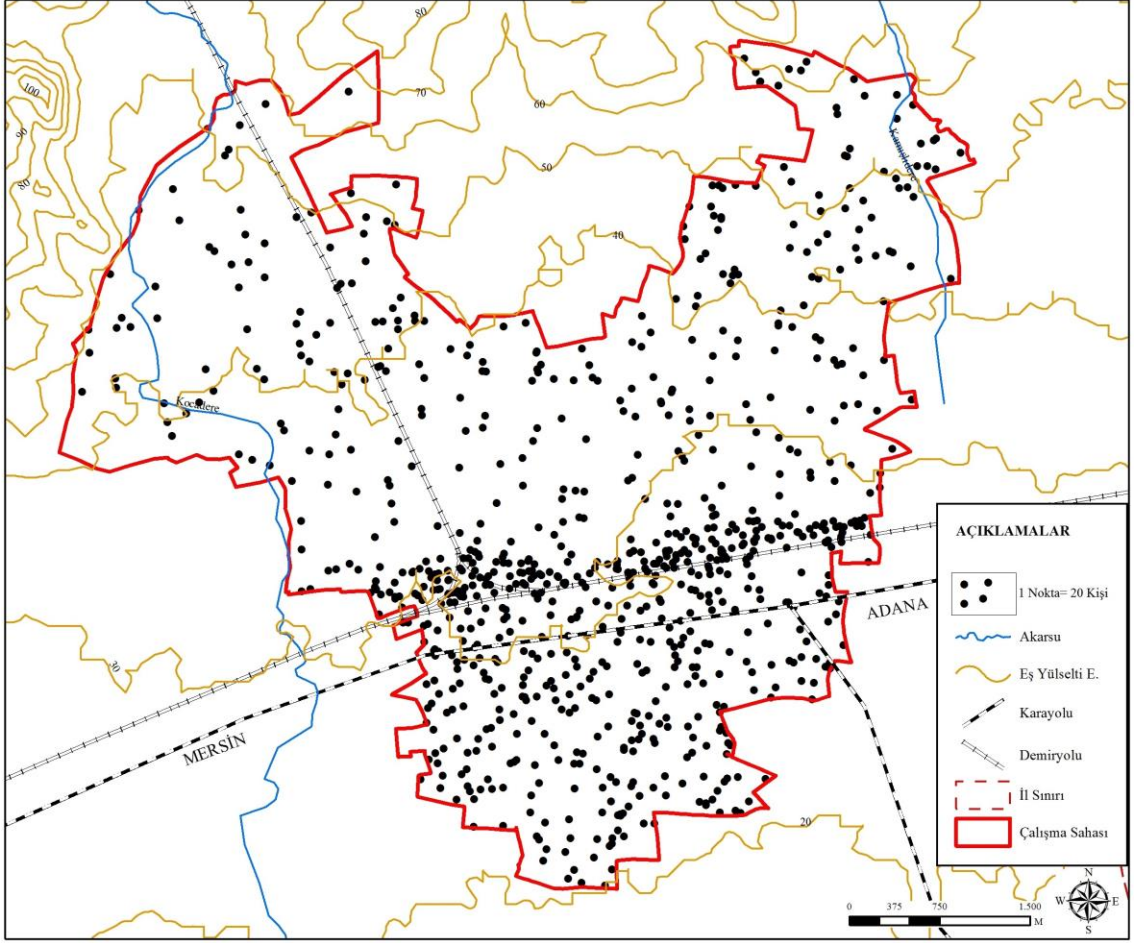 80
100
90
80
70
60
50
40
Kamışlıdere
Kocadere
30
20
MERSİN
ADANA
AÇIKLAMALAR
1 Nokta= 20 Kişi
Akarsu
Eş Yülselti E.
Karayolu
Demiryolu
İl Sınırı
Çalışma Sahası
N
W E
S
0 375 750 1.500
M